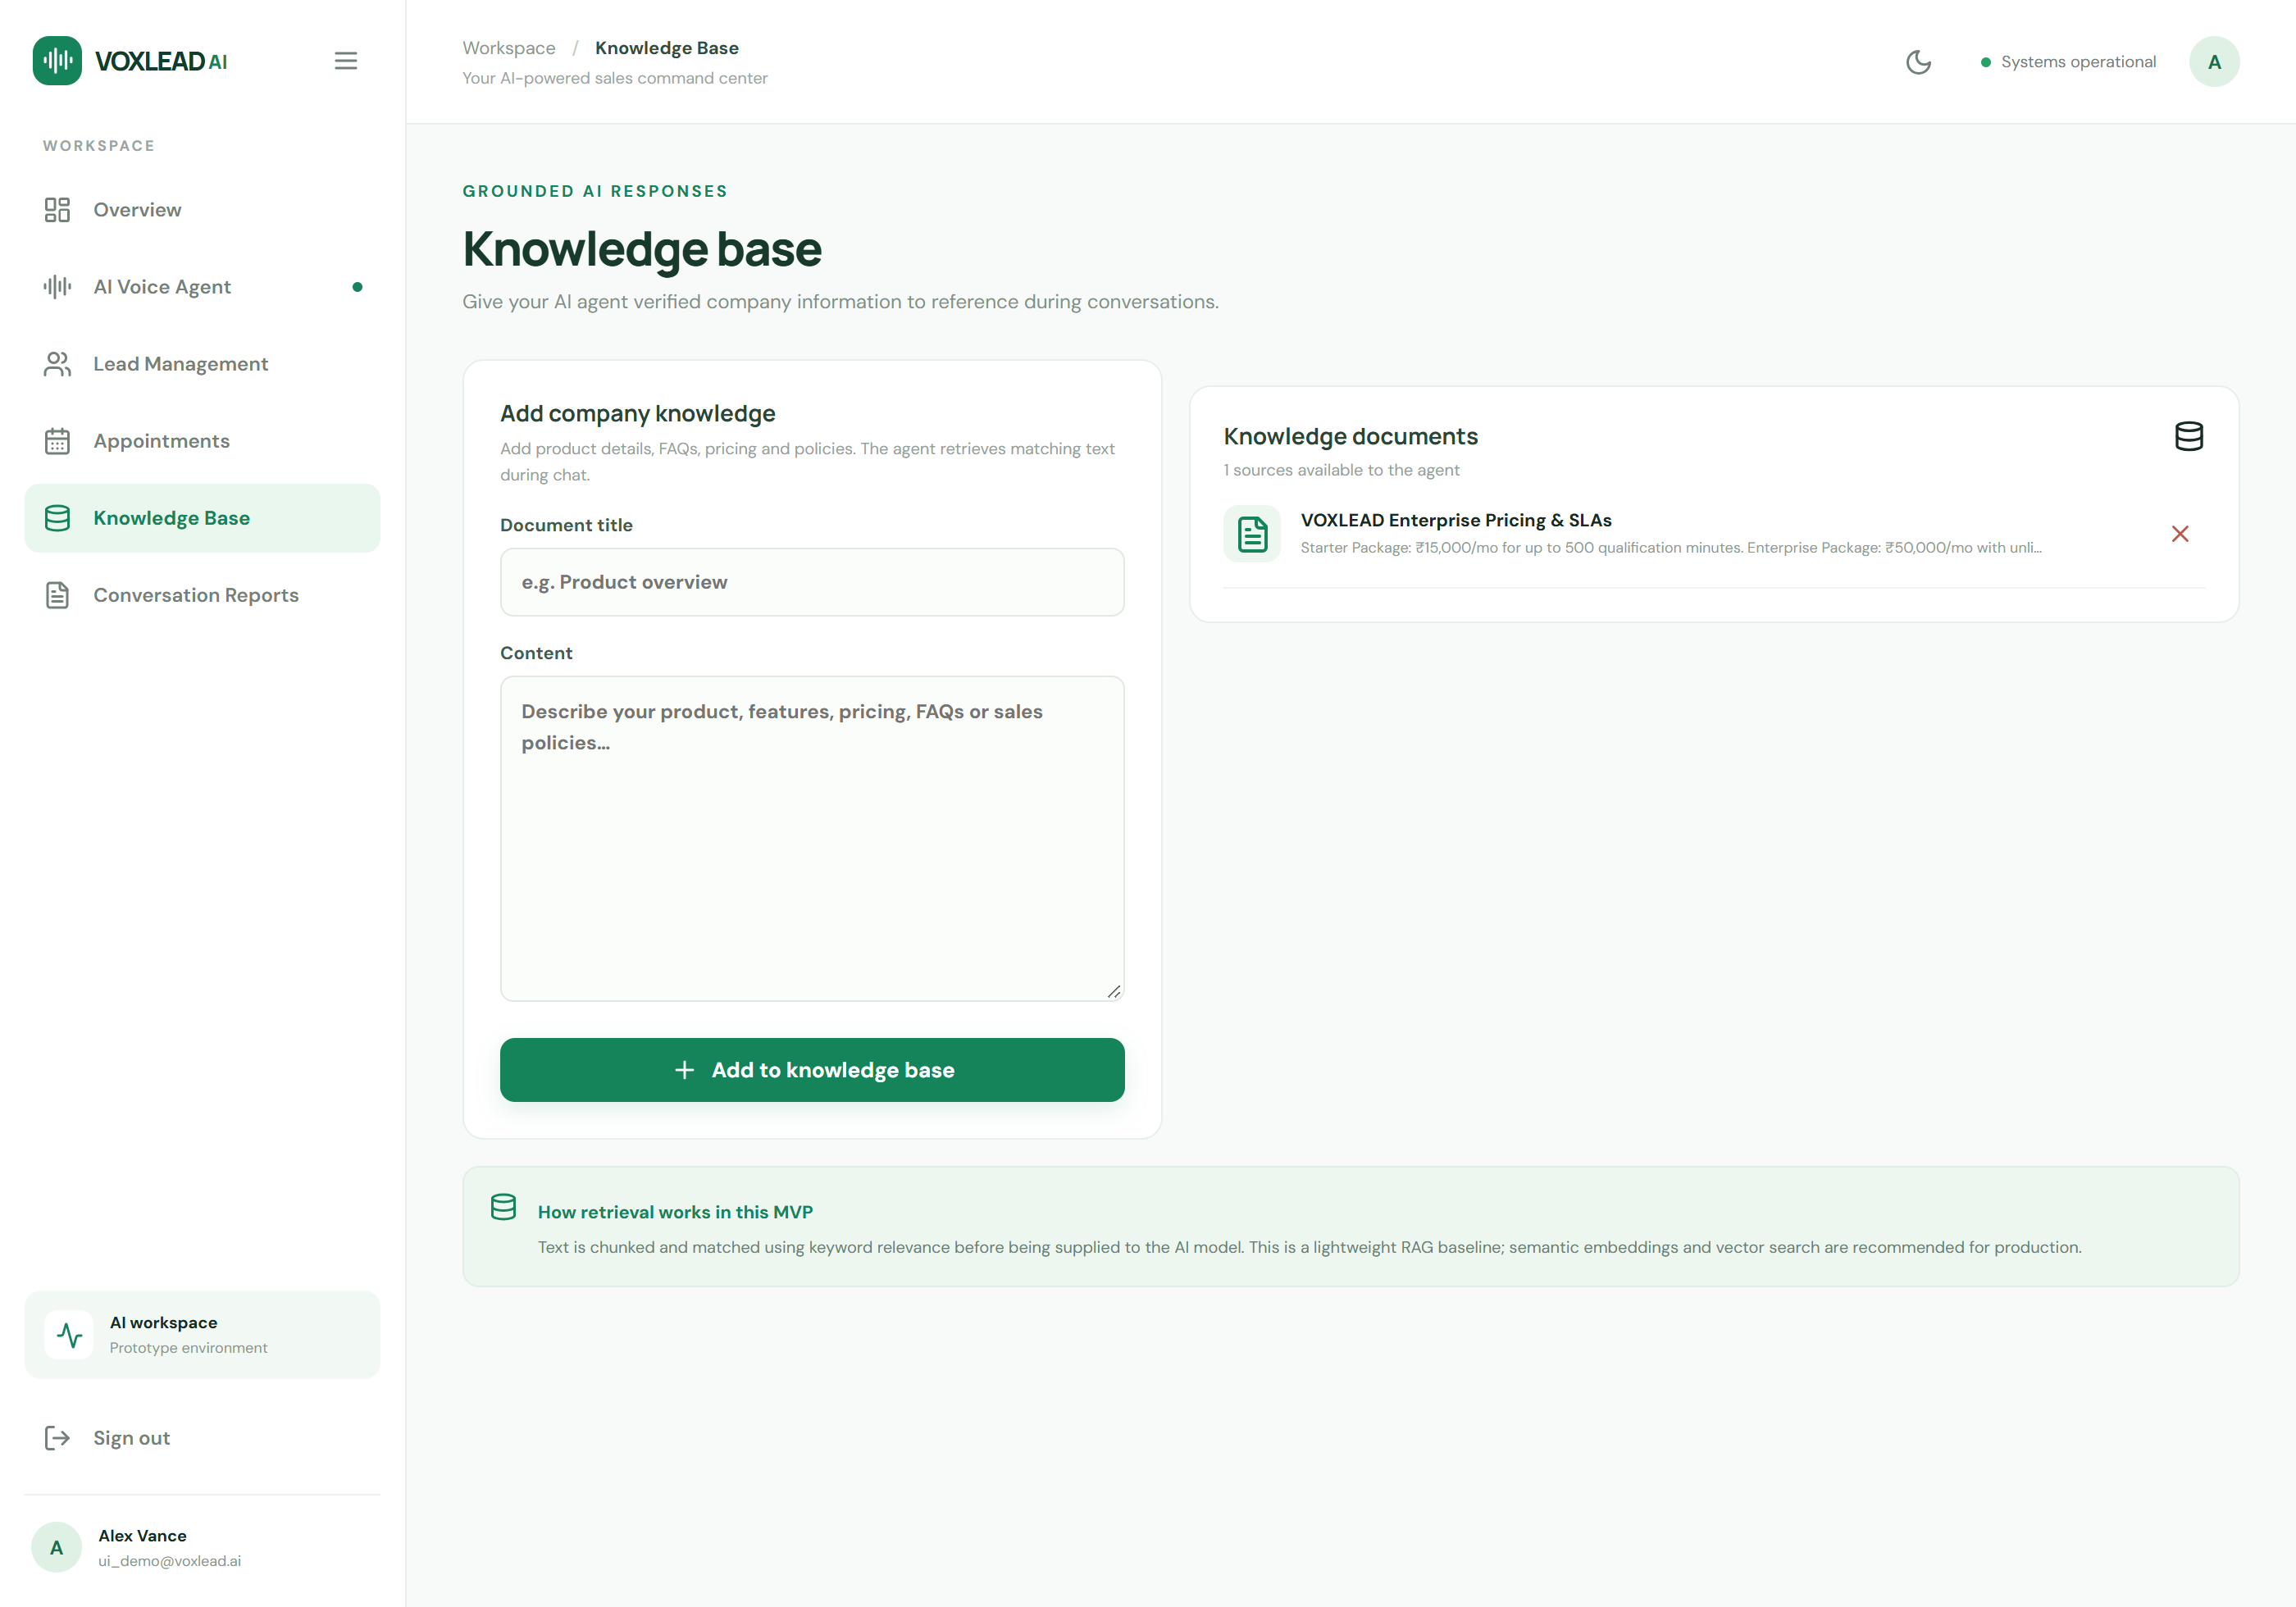 VOXLEAD AI
WORKSPACE
Overview
AI Voice Agent
Lead Management
Appointments
Knowledge Base
Conversation Reports
AI workspace
Prototype environment
Sign out
A
Alex Vance
ui_demo@voxlead.ai
Workspace / Knowledge Base
Your AI-powered sales command center
Systems operational
A
GROUNDED AI RESPONSES
Knowledge base
Give your AI agent verified company information to reference during conversations.
Add company knowledge
Add product details, FAQs, pricing and policies. The agent retrieves matching text
during chat.
Document title
e.g. Product overview
Content
Describe your product, features, pricing, FAQs or sales
policies...
Add to knowledge base
Knowledge documents
1 sources available to the agent
VOXLEAD Enterprise Pricing & SLAs
Starter Package: ₹15,000/mo for up to 500 qualification minutes. Enterprise Package: ₹50,000/mo with unli...
How retrieval works in this MVP
Text is chunked and matched using keyword relevance before being supplied to the AI model. This is a lightweight RAG baseline; semantic embeddings and vector search are recommended for production.